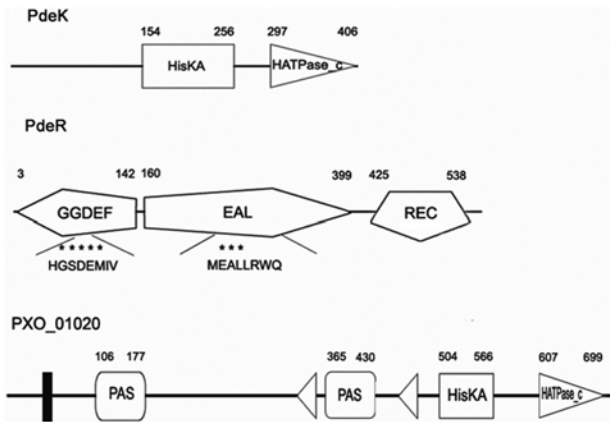 PdeK
154 256 297 406
HisKA HATPase_c
PdeR
3 142 160 399 425 538
GGDEF EAL REC
***** ***
HGSDEMIV MEALLRWQ
PXO_01020
106 177 365 430 504 566 607 699
PAS PAS HisKA HATPase_c